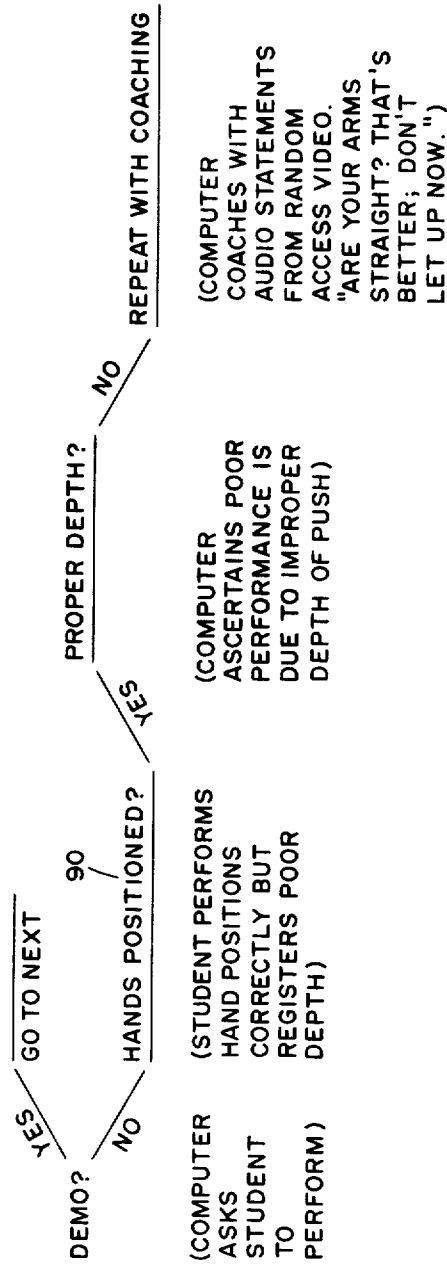 DEMO?
YES
NO
GO TO NEXT
90
HANDS POSITIONED?
YES
PROPER DEPTH?
NO
REPEAT WITH COACHING
(COMPUTER
ASKS
STUDENT
TO
PERFORM)
(STUDENT PERFORMS
HAND POSITIONS
CORRECTLY BUT
REGISTERS POOR
DEPTH)
(COMPUTER
ASCERTAINS POOR
PERFORMANCE IS
DUE TO IMPROPER
DEPTH OF PUSH)
(COMPUTER
COACHES WITH
AUDIO STATEMENTS
FROM RANDOM
ACCESS VIDEO.
"ARE YOUR ARMS
STRAIGHT? THAT'S
BETTER; DON'T
LET UP NOW.")